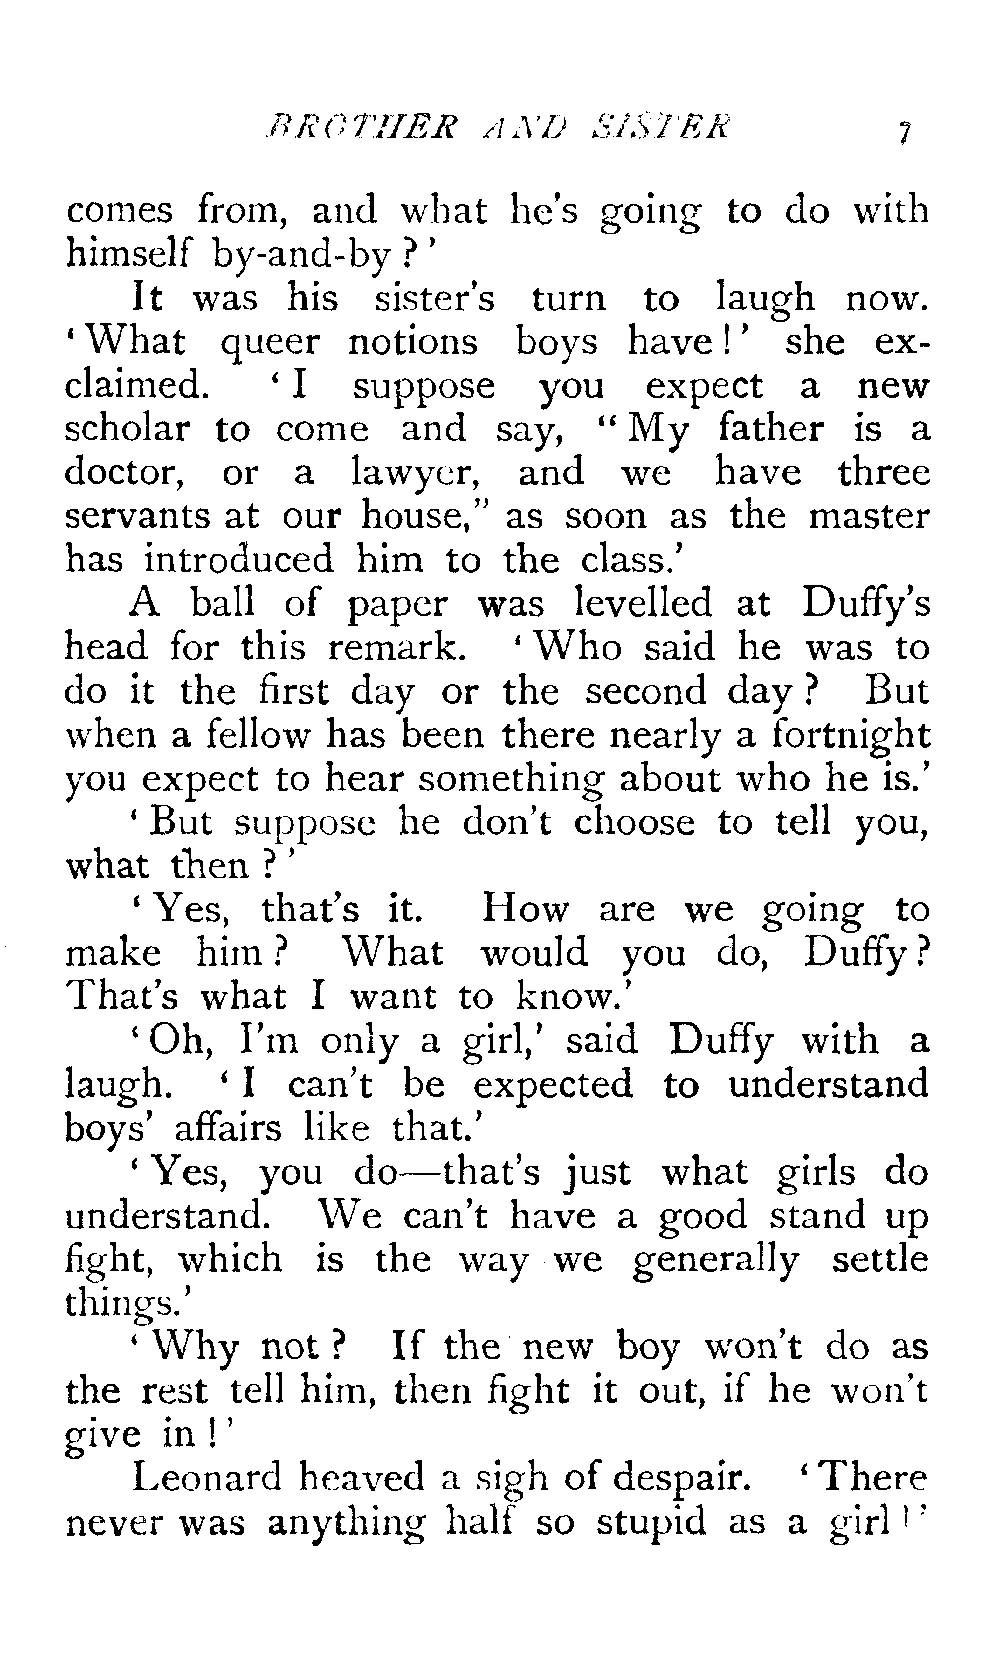 BROTHER AND SISTER 7
comes from, and what he's going to do with
himself by-and-by ?'
It was his sister's turn to laugh now.
'What queer notions boys have!' she ex-
claimed. 'I suppose you expect a new
scholar to come and say, "My father is a
doctor, or a lawyer, and we have three
servants at our house," as soon as the master
has introduced him to the class.'
A ball of paper was levelled at Duffy's
head for this remark. 'Who said he was to
do it the first day or the second day ? But
when a fellow has been there nearly a fortnight
you expect to hear something about who he is.'
'But suppose he don't choose to tell you,
what then ?'
'Yes, that's it. How are we going to
make him ? What would you do, Duffy ?
That's what I want to know.'
'Oh, I'm only a girl,' said Duffy with a
laugh. 'I can't be expected to understand
boys' affairs like that.'
'Yes, you do—that's just what girls do
understand. We can't have a good stand up
fight, which is the way we generally settle
things.'
'Why not ? If the new boy won't do as
the rest tell him, then fight it out, if he won't
give in !'
Leonard heaved a sigh of despair. 'There
never was anything half so stupid as a girl !'